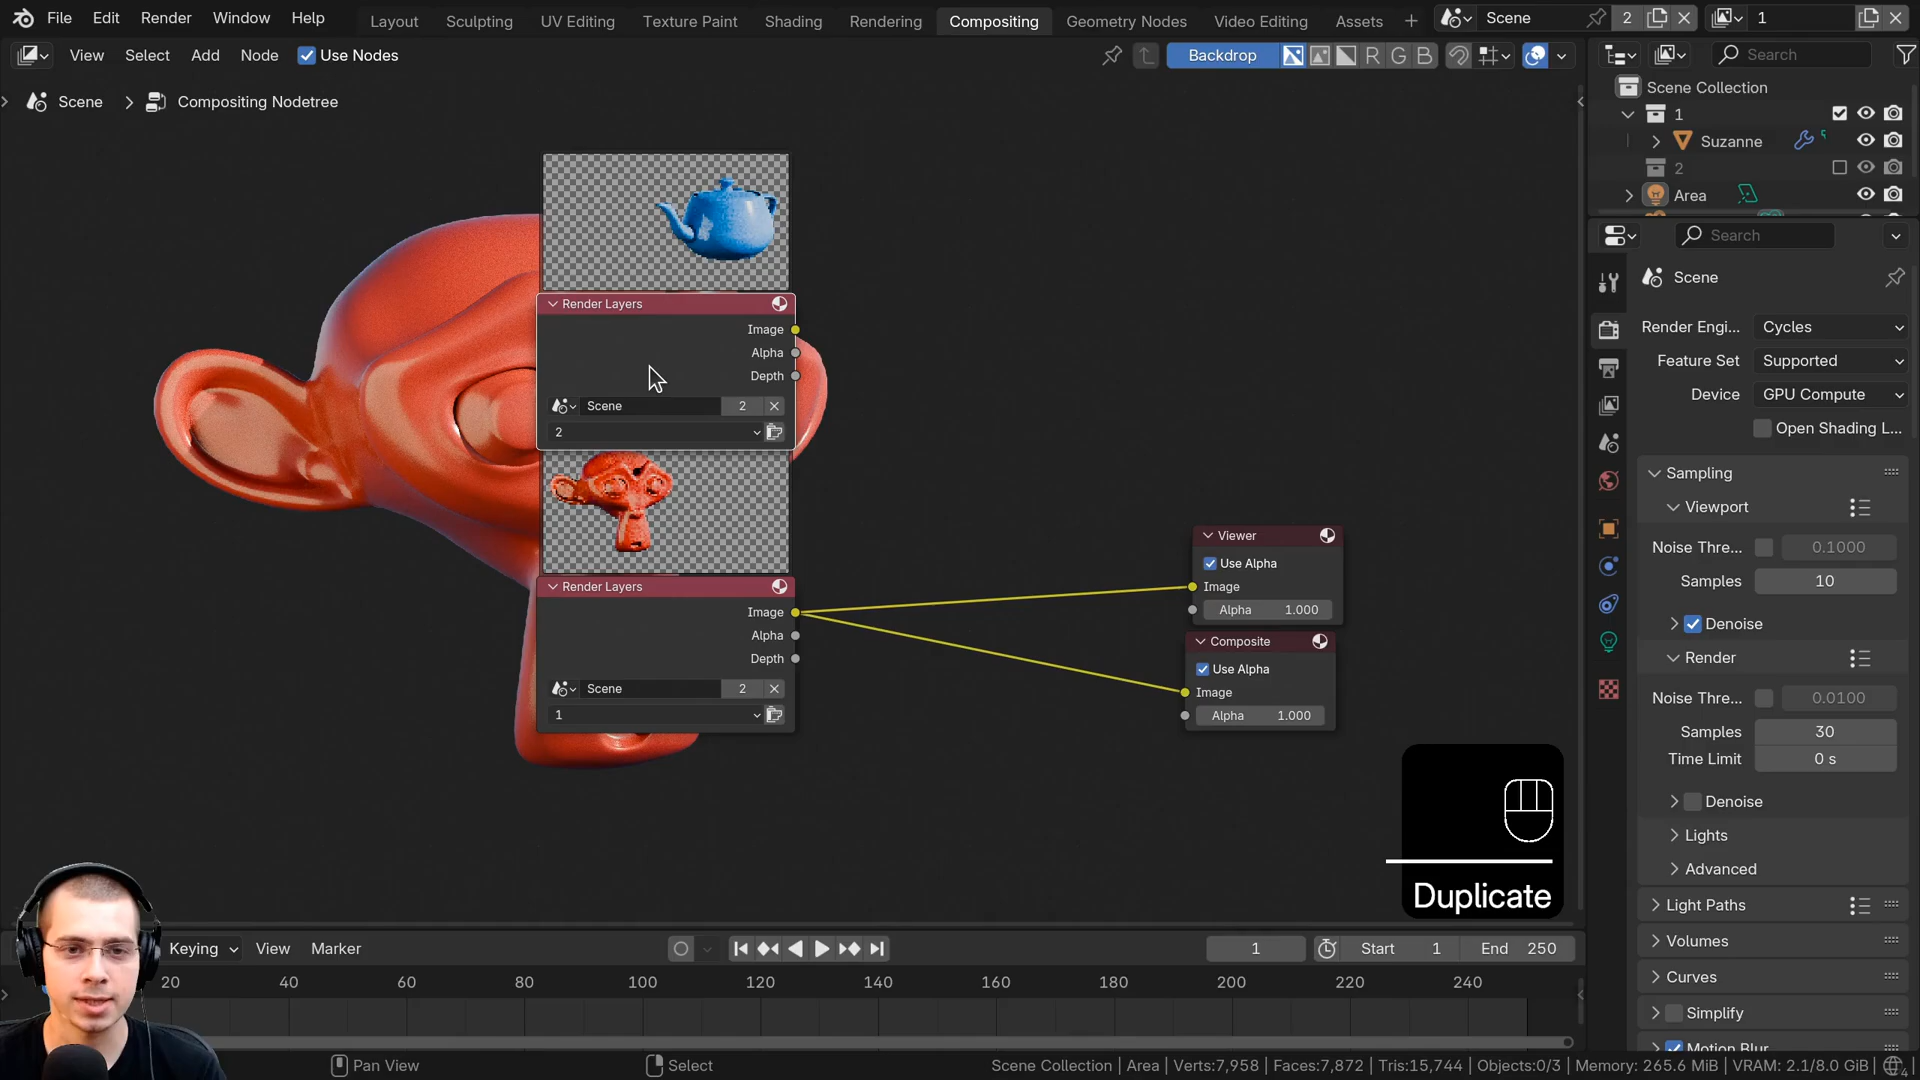 File Edit Render Window Help Layout Sculpting UV Editing Texture Paint Shading Rendering Compositing Geometry Nodes Video Editing Assets Scene 2 1
View Select Add Node Use Nodes Backdrop R G B Search
Scene Compositing Nodetree
Scene Collection
1
Suzanne
2
Area
Search
Scene
Render Engi... Cycles
Feature Set Supported
Device GPU Compute
Open Shading L...
Sampling
Viewport
Noise Thre... 0.1000
Samples 10
Denoise
Render
Noise Thre... 0.0100
Samples 30
Time Limit 0 s
Denoise
Lights
Advanced
Light Paths
Volumes
Curves
Simplify
Motion Blur
Render Layers
Image
Alpha
Depth
Scene 2
2
Render Layers
Image
Alpha
Depth
Scene 2
1
Viewer
Use Alpha
Image
Alpha 1.000
Composite
Use Alpha
Image
Alpha 1.000
Duplicate
Keying View Marker 1 Start 1 End 250
20 40 60 80 100 120 140 160 180 200 220 240
Pan View Select Scene Collection | Area | Verts:7,958 | Faces:7,872 | Tris:15,744 | Objects:0/3 | Memory: 265.6 MiB | VRAM: 2.1/8.0 GiB | 4